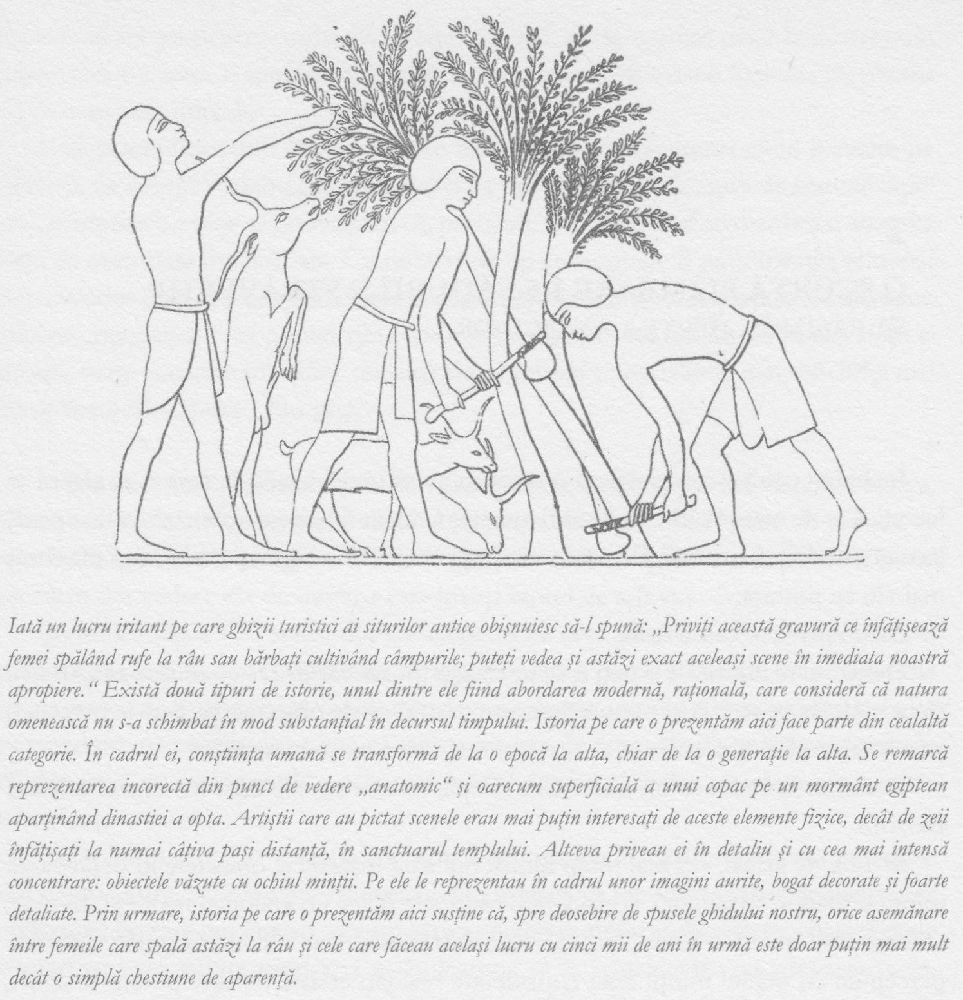 Iată un lucru iritant pe care ghizii turistici ai siturilor antice obişnuiesc să-l spună: „Priviţi această gravură ce înfăţişează
femei spălând rufe la râu sau bărbaţi cultivând câmpurile; puteţi vedea şi astăzi exact aceleaşi scene în imediata noastră
apropiere.“ Există două tipuri de istorie, unul dintre ele fiind abordarea modernă, raţională, care consideră că natura
omenească nu s-a schimbat în mod substanţial în decursul timpului. Istoria pe care o prezentăm aici face parte din cealaltă
categorie. În cadrul ei, conştiinţa umană se transformă de la o epocă la alta, chiar de la o generaţie la alta. Se remarcă
reprezentarea incorectă din punct de vedere „anatomic“ şi oarecum superficială a unui copac pe un mormânt egiptean
aparţinând dinastiei a opta. Artiştii care au pictat scenele erau mai puţin interesaţi de aceste elemente fizice, decât de zeii
înfăţişaţi la numai câţiva paşi distanţă, în sanctuarul templului. Altceva priveau ei în detaliu şi cu cea mai intensă
concentrare: obiectele văzute cu ochiul minţii. Pe ele le reprezentau în cadrul unor imagini aurite, bogat decorate şi foarte
detaliate. Prin urmare, istoria pe care o prezentăm aici susţine că, spre deosebire de spusele ghidului nostru, orice asemănare
între femeile care spală astăzi la râu şi cele care făceau acelaşi lucru cu cinci mii de ani în urmă este doar puţin mai mult
decât o simplă chestiune de aparenţă.